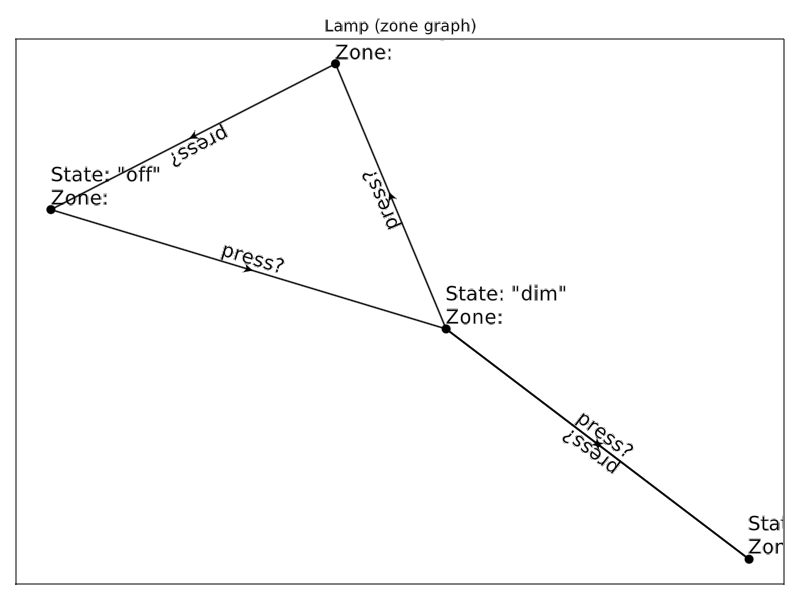 Lamp (zone graph)
Zone:
press?
State: "off"
Zone:
press?
press?
State: "dim"
Zone:
press?
press?